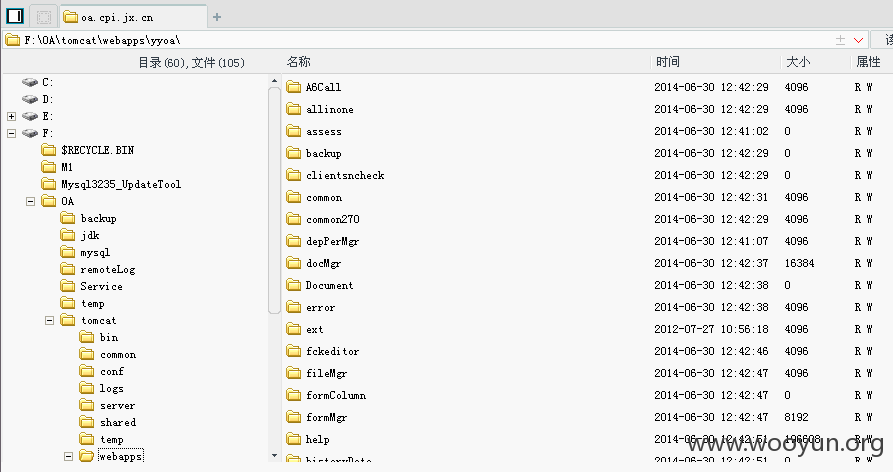 oa.cpi.jx.cn
F:\OA\tomcat\webapps\yyoa\
目录(60),文件(105) 名称 时间 大小 属性
C:
D:
E:
F:
$RECYCLE.BIN
M1
Mysql3235_UpdateTool
OA
backup
jdk
mysql
remoteLog
Service
temp
tomcat
bin
common
conf
logs
server
shared
temp
webapps
A6Call 2014-06-30 12:42:29 4096 R W
allinone 2014-06-30 12:42:29 4096 R W
assess 2014-06-30 12:41:02 0 R W
backup 2014-06-30 12:42:29 0 R W
clientsncheck 2014-06-30 12:42:29 0 R W
common 2014-06-30 12:42:31 4096 R W
common270 2014-06-30 12:42:29 4096 R W
depPerMgr 2014-06-30 12:41:07 4096 R W
docMgr 2014-06-30 12:42:37 16384 R W
Document 2014-06-30 12:42:38 0 R W
error 2014-06-30 12:42:38 4096 R W
ext 2012-07-27 10:56:18 4096 R W
fckeditor 2014-06-30 12:42:46 4096 R W
fileMgr 2014-06-30 12:42:47 4096 R W
formColumn 2014-06-30 12:42:47 0 R W
formMgr 2014-06-30 12:42:47 8192 R W
help 2014-06-30 12:42:51 196608 R W
historyData 2014-06-30 12:42:51 0 R W
www.wooyun.org